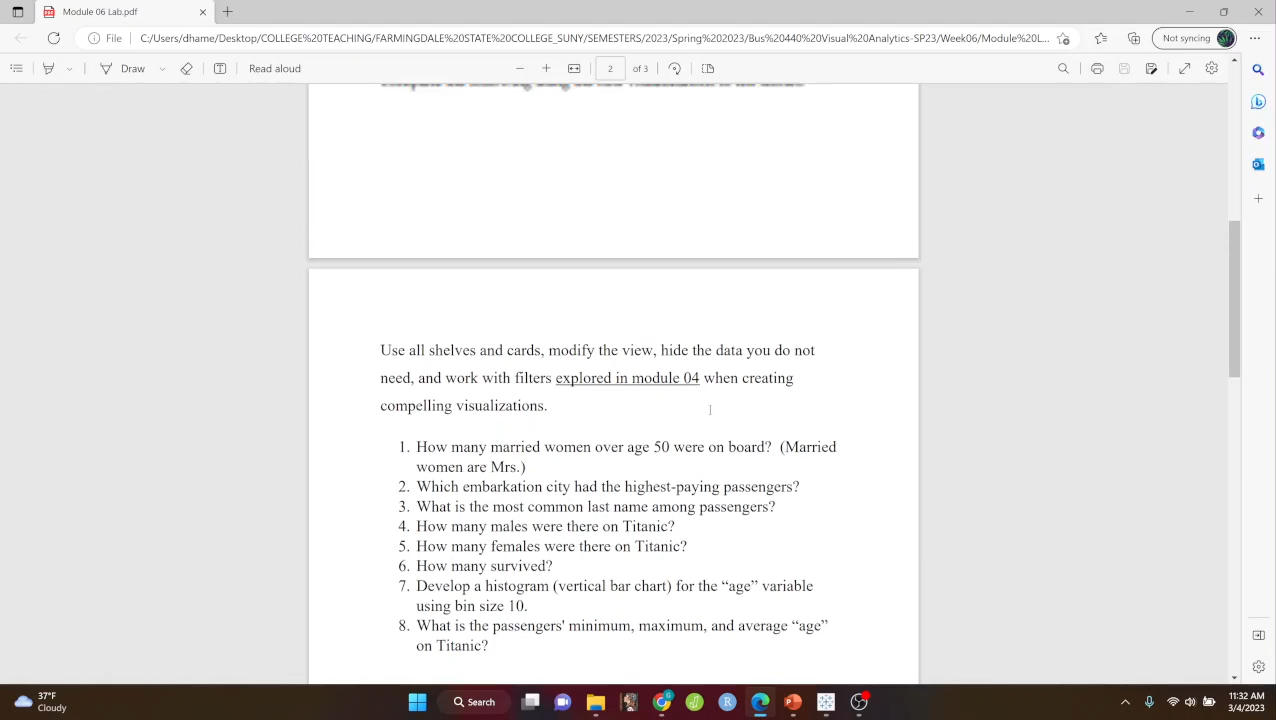 Module 06 Lab.pdf
File
C:/Users/dhame/Desktop/COLLEGE%20TEACHING/FARMINGDALE%20STATE%20COLLEGE_SUNY/SEMESTERS/2023/Spring%202023/Bus%20440%20Visual%20Analytics-SP23/Week06/Module%20L...
Not syncing
Draw
Read aloud
2 of 3
Use all shelves and cards, modify the view, hide the data you do not
need, and work with filters explored in module 04 when creating
compelling visualizations.
1. How many married women over age 50 were on board? (Married
women are Mrs.)
2. Which embarkation city had the highest-paying passengers?
3. What is the most common last name among passengers?
4. How many males were there on Titanic?
5. How many females were there on Titanic?
6. How many survived?
7. Develop a histogram (vertical bar chart) for the “age” variable
using bin size 10.
8. What is the passengers' minimum, maximum, and average “age”
on Titanic?
37°F
Cloudy
Search
11:32 AM
3/4/2023